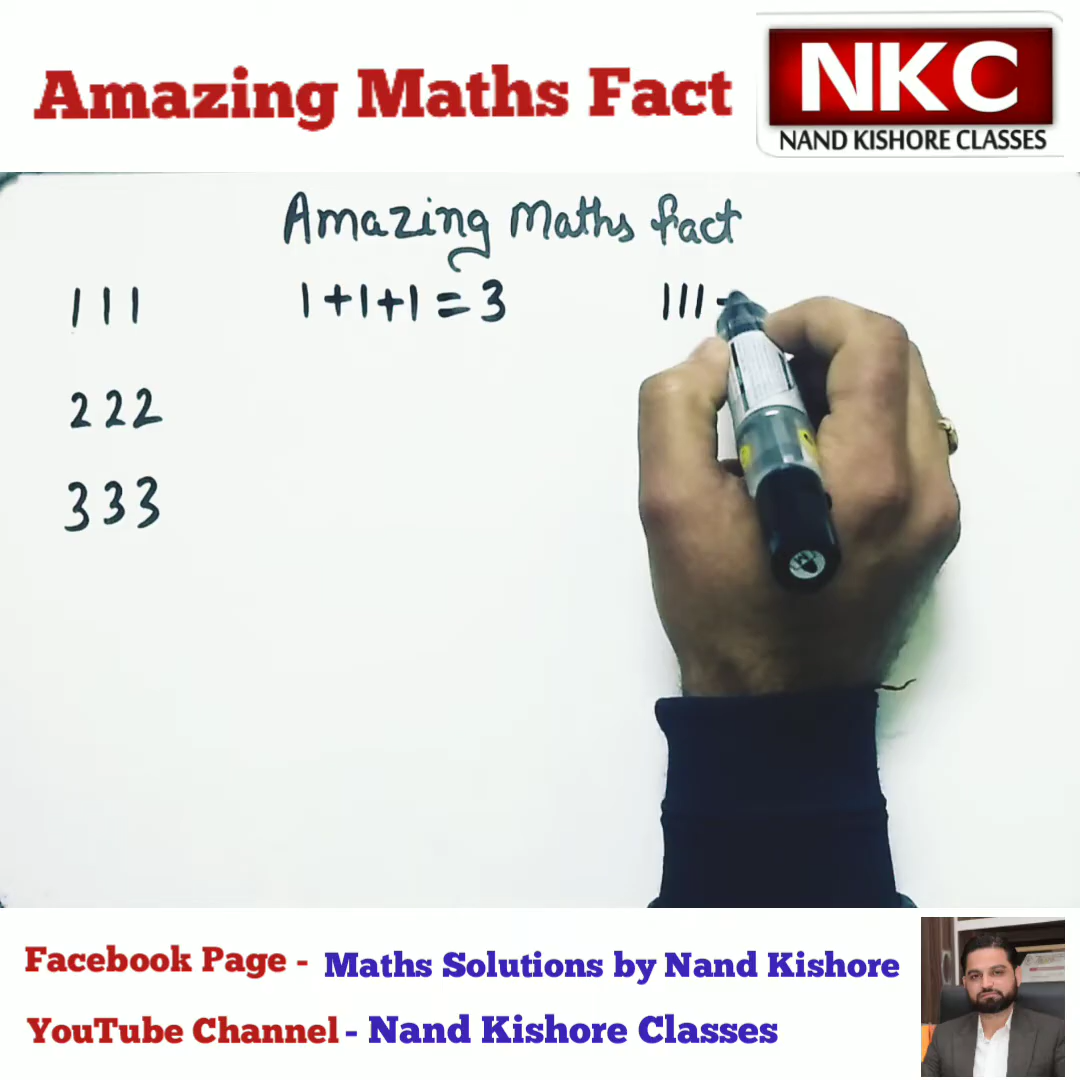 Amazing Maths Fact
NKC
NAND KISHORE CLASSES
Amazing Maths fact
111 1+1+1=3 111
222
333
Facebook Page - Maths Solutions by Nand Kishore
YouTube Channel - Nand Kishore Classes